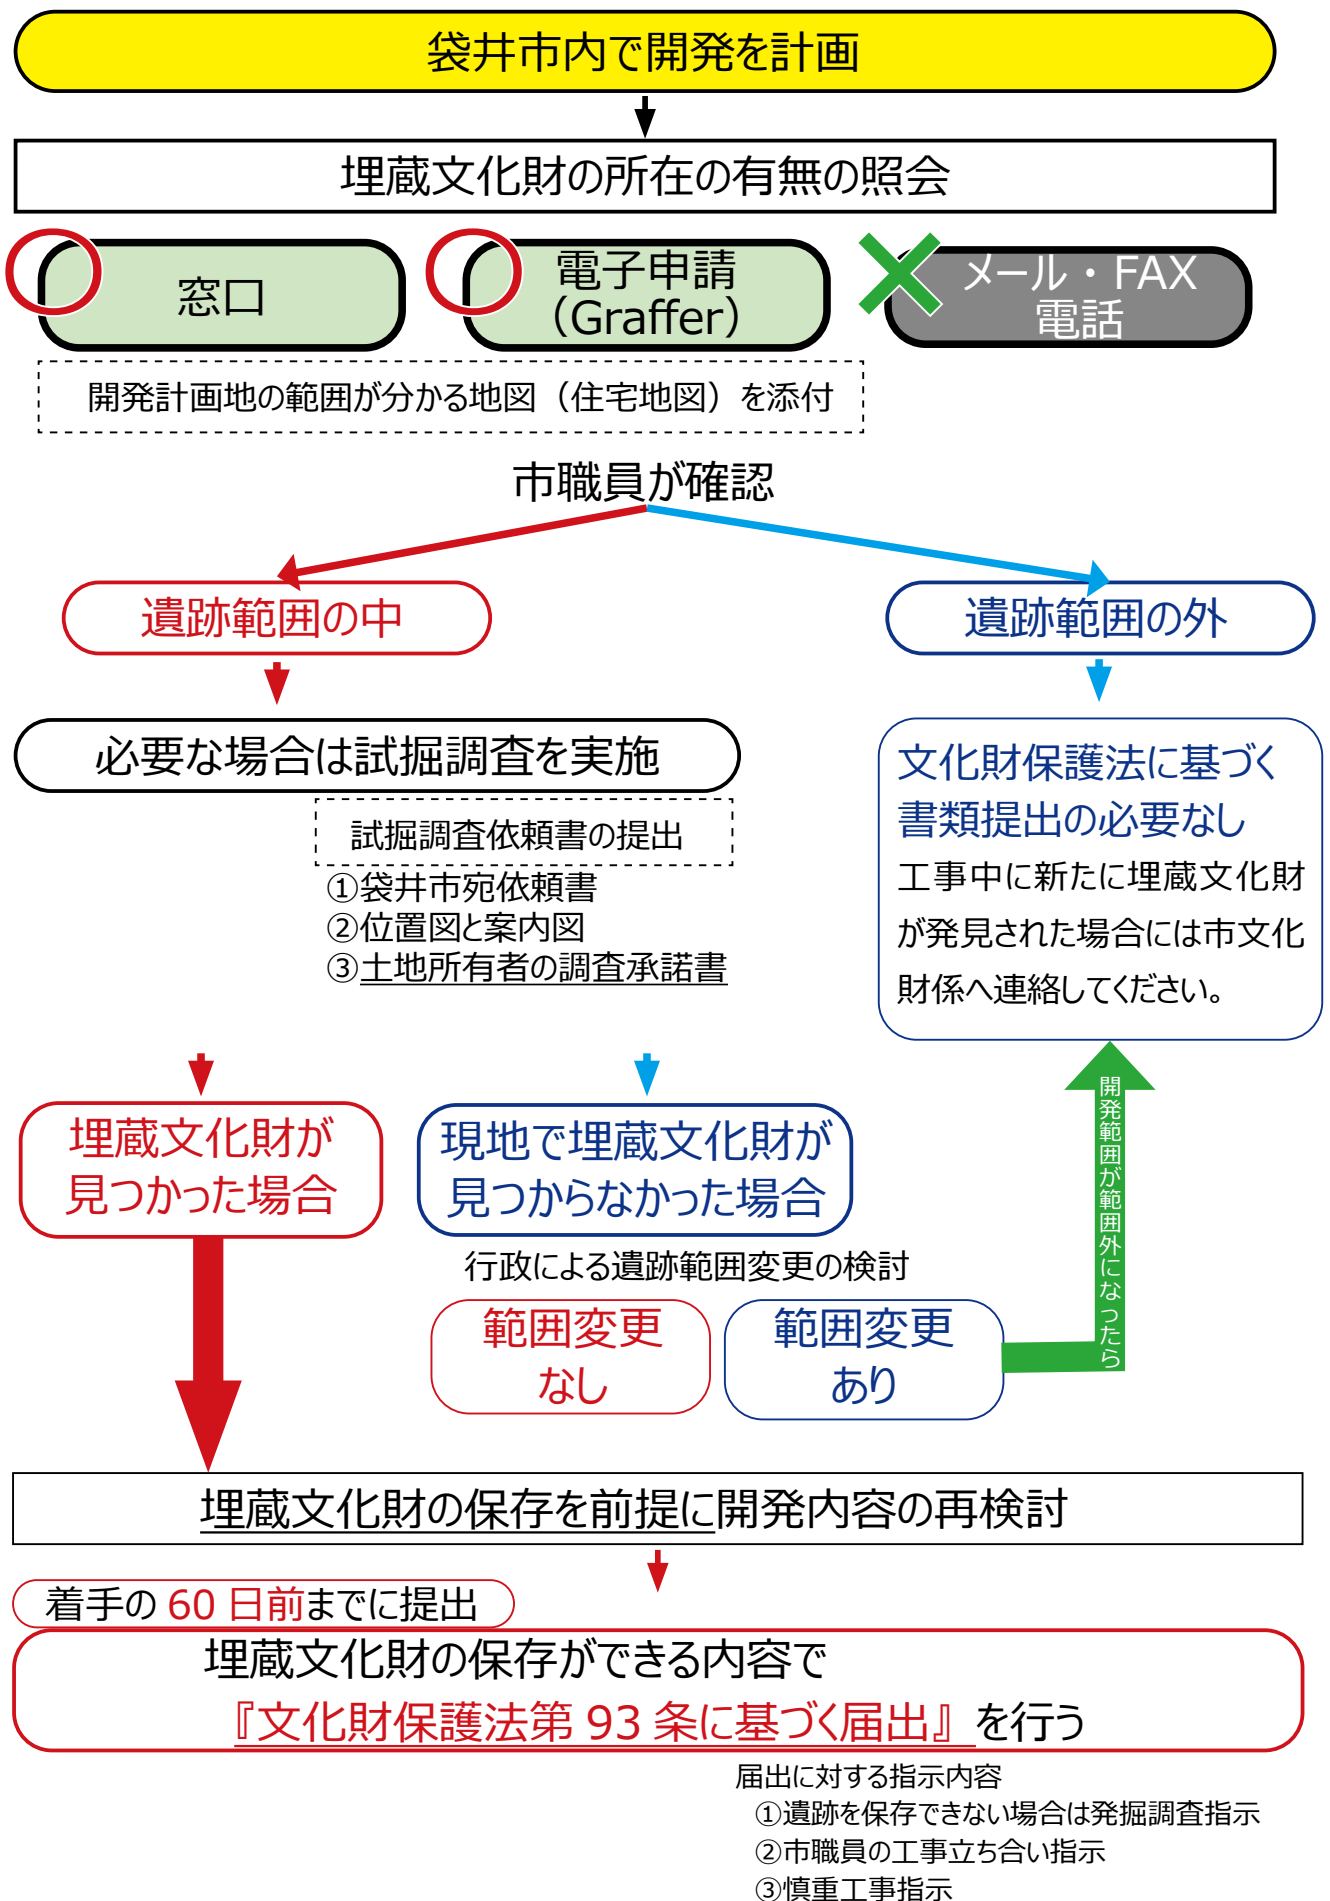 袋井市内で開発を計画
埋蔵文化財の所在の有無の照会
窓口
電子申請
（Graffer）
メール・FAX
電話
開発計画地の範囲が分かる地図（住宅地図）を添付
市職員が確認
遺跡範囲の中
遺跡範囲の外
必要な場合は試掘調査を実施
試掘調査依頼書の提出
①袋井市宛依頼書
②位置図と案内図
③土地所有者の調査承諾書
文化財保護法に基づく
書類提出の必要なし
工事中に新たに埋蔵文化財
が発見された場合には市文化
財係へ連絡してください。
埋蔵文化財が
見つかった場合
現地で埋蔵文化財が
見つからなかった場合
開発範囲が範囲外になったら
行政による遺跡範囲変更の検討
範囲変更
なし
範囲変更
あり
埋蔵文化財の保存を前提に開発内容の再検討
着手の 60 日前までに提出
埋蔵文化財の保存ができる内容で
『文化財保護法第 93 条に基づく届出』を行う
届出に対する指示内容
①遺跡を保存できない場合は発掘調査指示
②市職員の工事立ち合い指示
③慎重工事指示